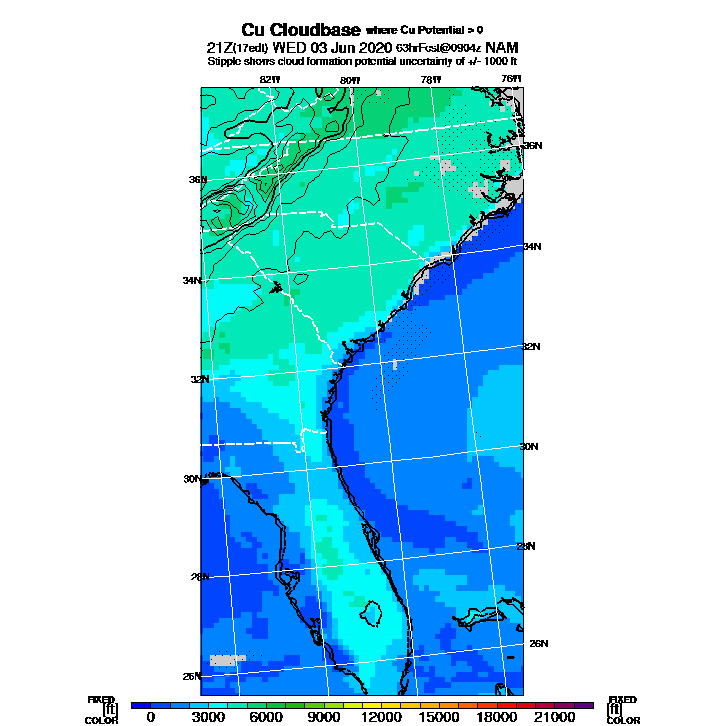 Cu Cloudbase where Cu Potential > 0
21Z(17edt) WED 03 Jun 2020 63hrFcst@0904z NAM
Stipple shows cloud formation potential uncertainty of +/- 1000 ft
82W 80W 78W 76W
36N
36N
34N
34N
32N
32N
30N
30N
28N
28N
26N
26N
FIXED [ft] COLOR
0 3000 6000 9000 12000 15000 18000 21000
FIXED [ft] COLOR